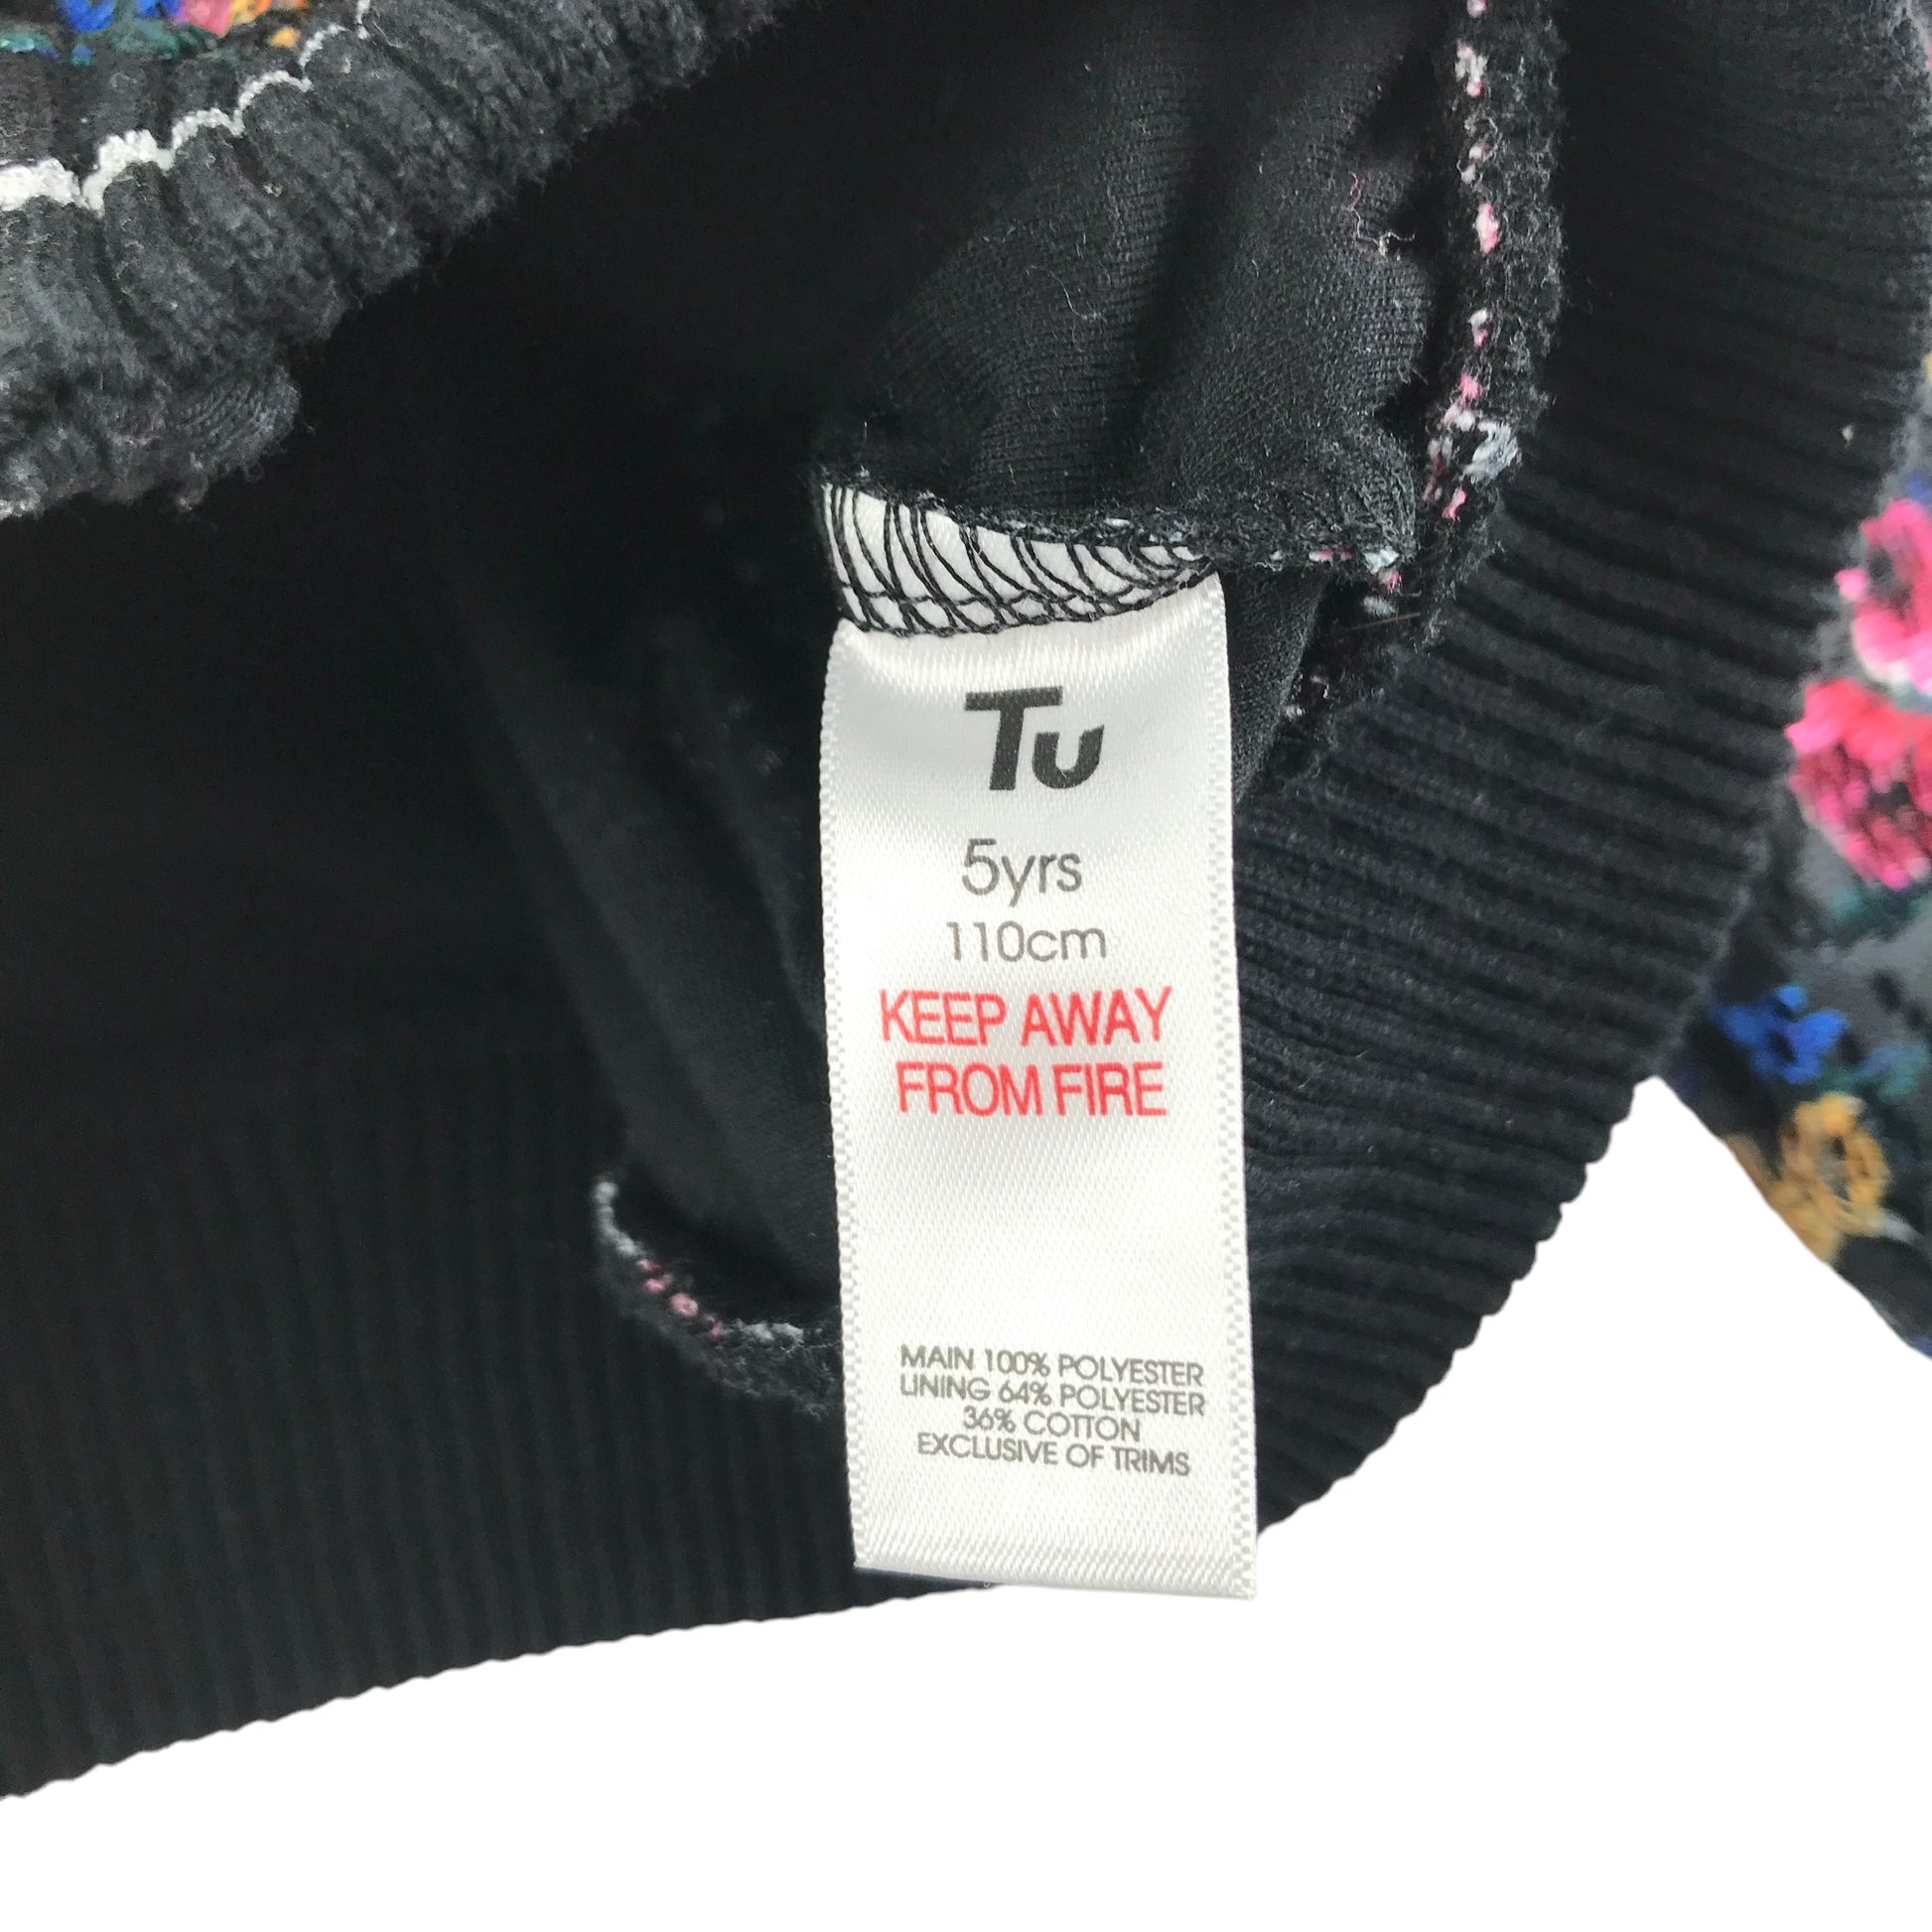 Tu
5yrs
110cm
KEEP AWAY
FROM FIRE
MAIN 100% POLYESTER
LINING 64% POLYESTER
36% COTTON
EXCLUSIVE OF TRIMS